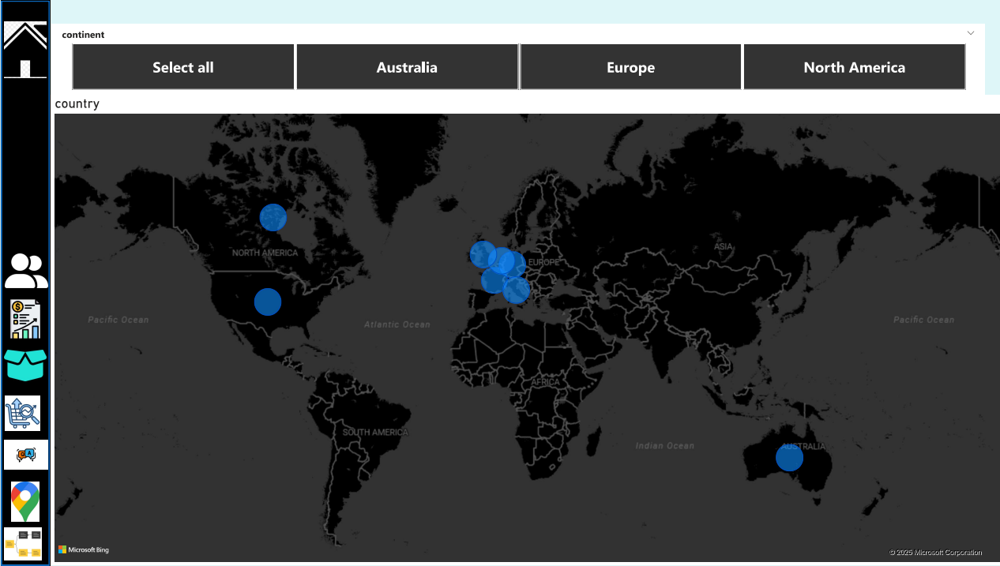 continent
Select all
Australia
Europe
North America
country
NORTH AMERICA
EUROPE
ASIA
Pacific Ocean
Atlantic Ocean
Pacific Ocean
AFRICA
SOUTH AMERICA
Indian Ocean
AUSTRALIA
Microsoft Bing
© 2025 Microsoft Corporation